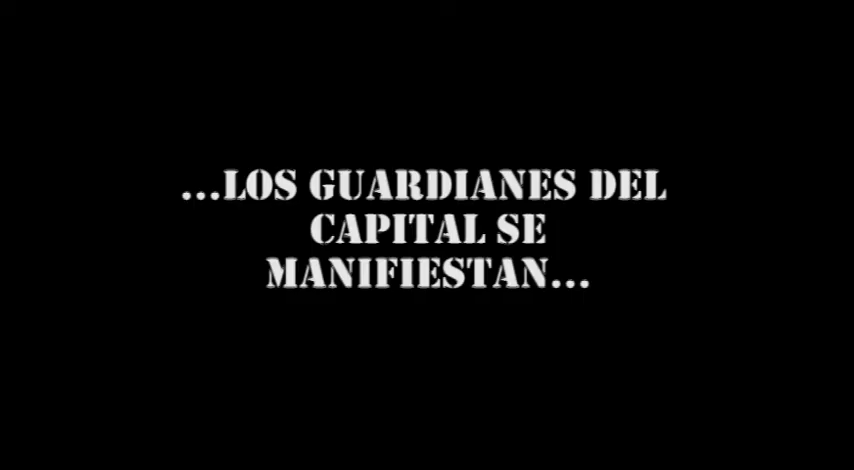 ...LOS GUARDIANES DEL
CAPITAL SE
MANIFIESTAN...